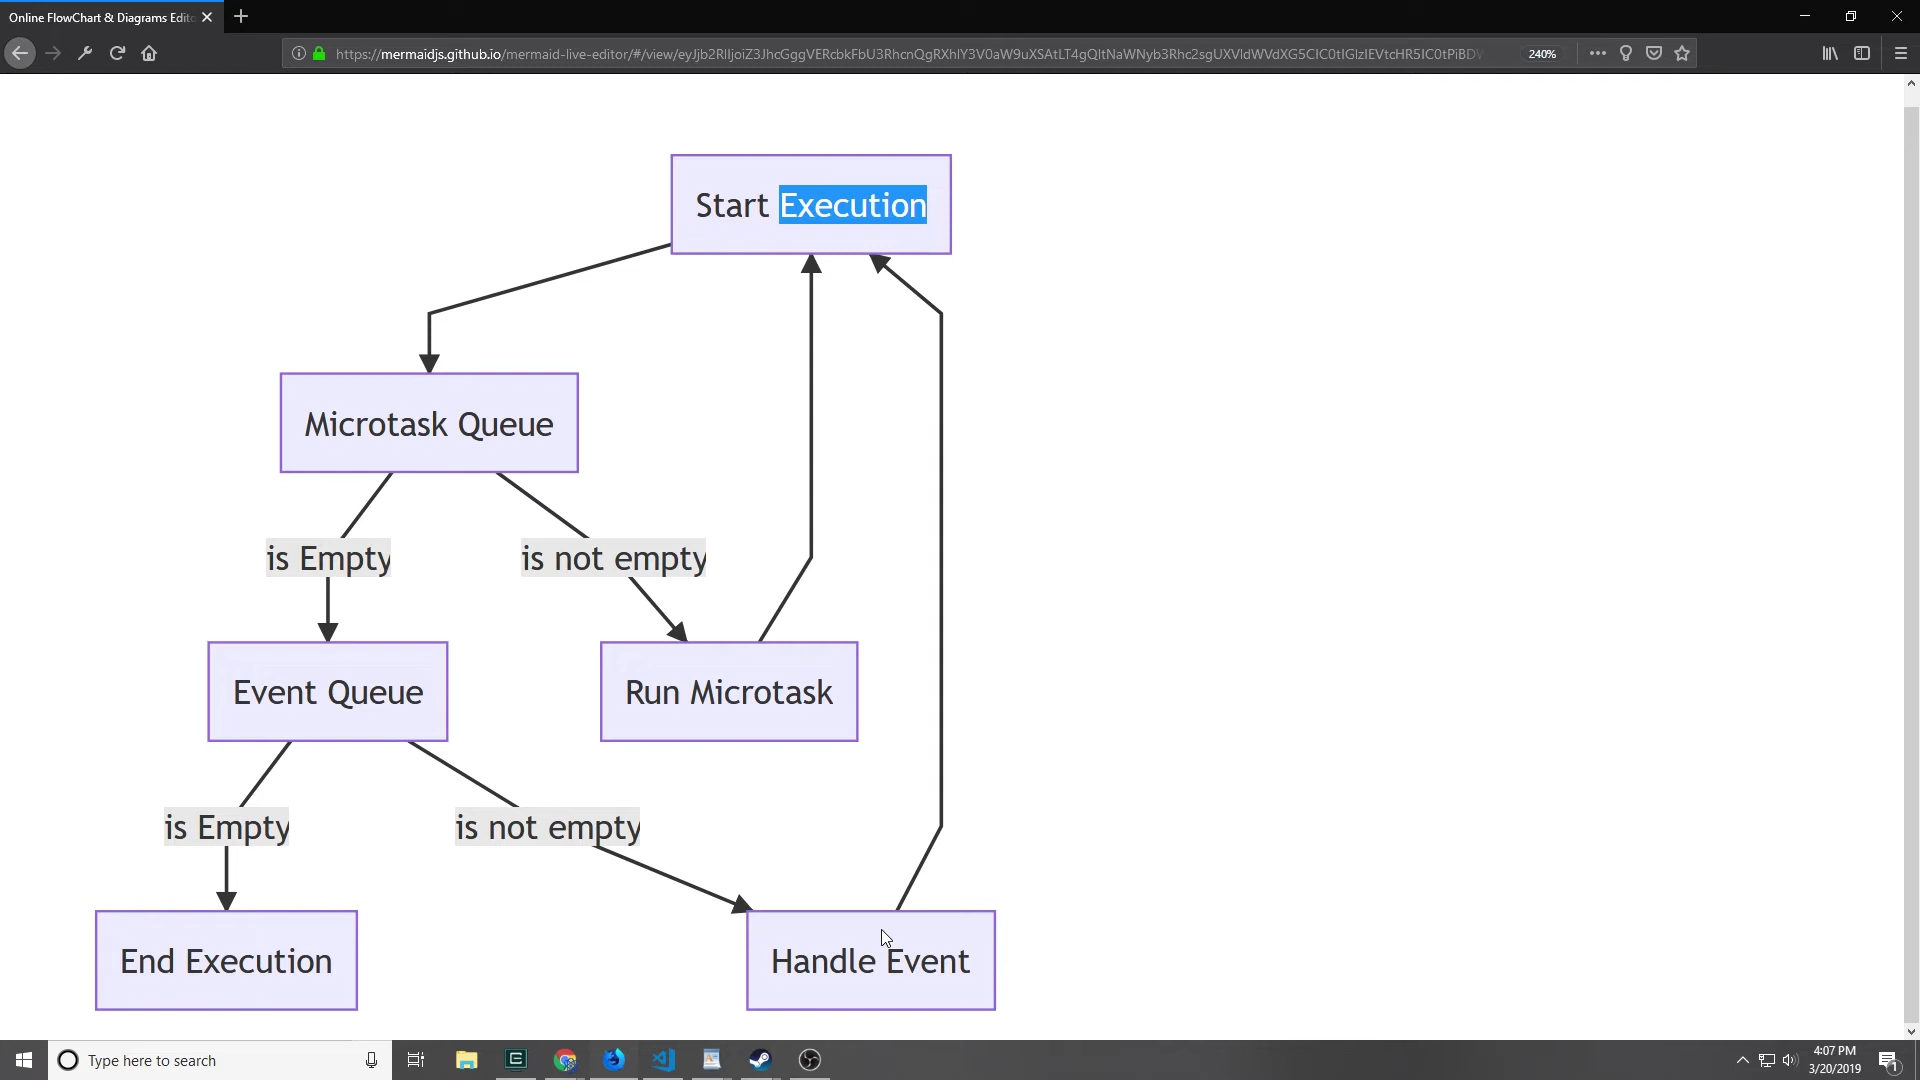 Online FlowChart & Diagrams Edit
https://mermaidjs.github.io/mermaid-live-editor/#/view/
240%
Start Execution
Microtask Queue
is Empty
is not empty
Event Queue
Run Microtask
is Empty
is not empty
End Execution
Handle Event
Type here to search
4:07 PM
3/20/2019
1